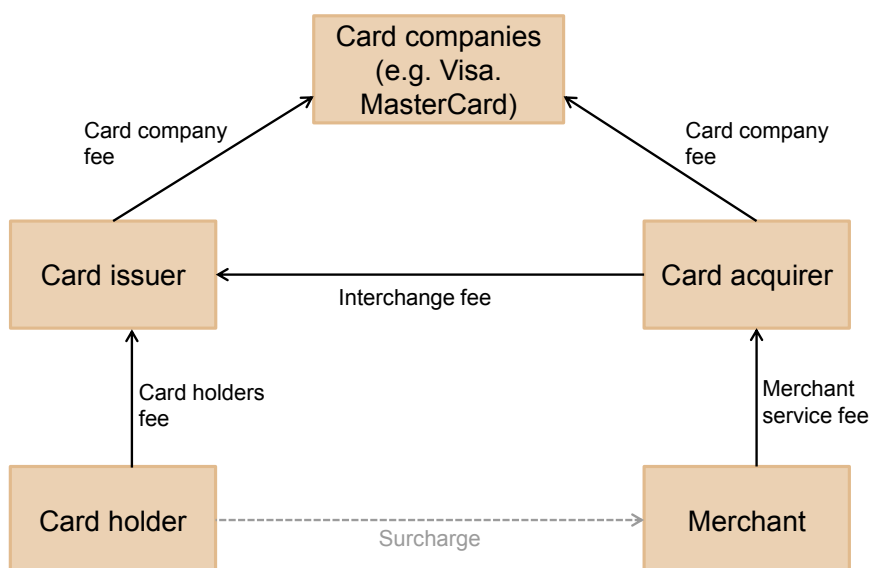 Card companies
(e.g. Visa.
MasterCard)
Card company
fee
Card company
fee
Card issuer
Card acquirer
Interchange fee
Card holders
fee
Merchant
service fee
Card holder
Merchant
Surcharge